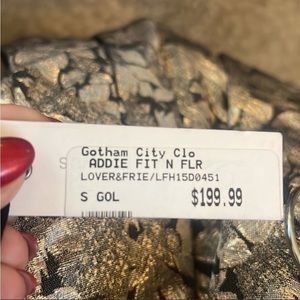 Gotham City Clo
ADDIE FIT N FLR
LOVER&FRIE/LFH15D0451
S GOL $199.99